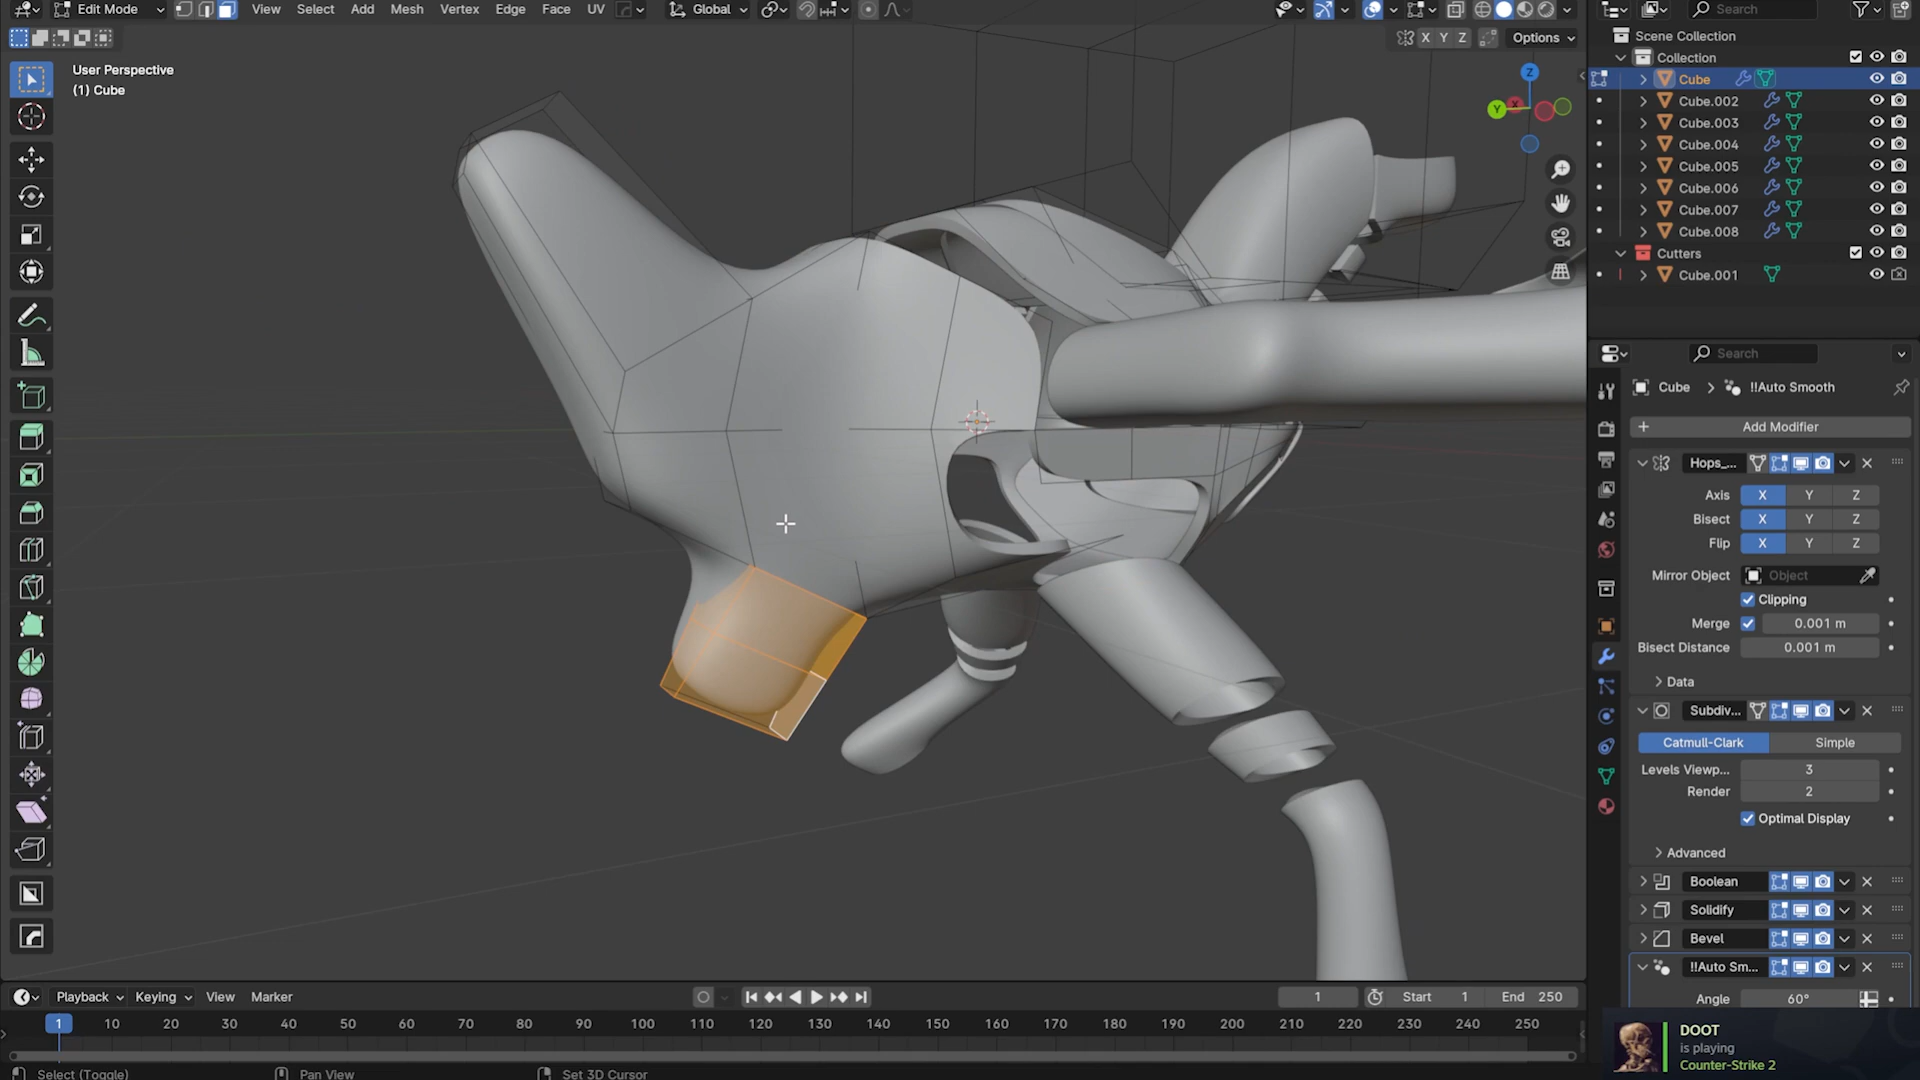 Edit Mode View Select Add Mesh Vertex Edge Face UV Global Search
X Y Z Options Scene Collection
User Perspective Collection
(1) Cube Cube
Z
Y X
Cube.002
Cube.003
Cube.004
Cube.005
Cube.006
Cube.007
Cube.008
Cutters
Cube.001
Search
Cube > !!Auto Smooth
+ Add Modifier
Hops_...
Axis X Y Z
Bisect X Y Z
Flip X Y Z
Mirror Object Object
Clipping
Merge 0.001 m
Bisect Distance 0.001 m
Data
Subdiv...
Catmull-Clark Simple
Levels Viewp... 3
Render 2
Optimal Display
Advanced
Boolean
Solidify
Bevel
!!Auto Sm...
Angle 60°
Playback Keying View Marker 1 Start 1 End 250
1 10 20 30 40 50 60 70 80 90 100 110 120 130 140 150 160 170 180 190 200 210 220 230 240 250
DOOT
is playing
Counter-Strike 2
Select (Toggle) Pan View Set 3D Cursor